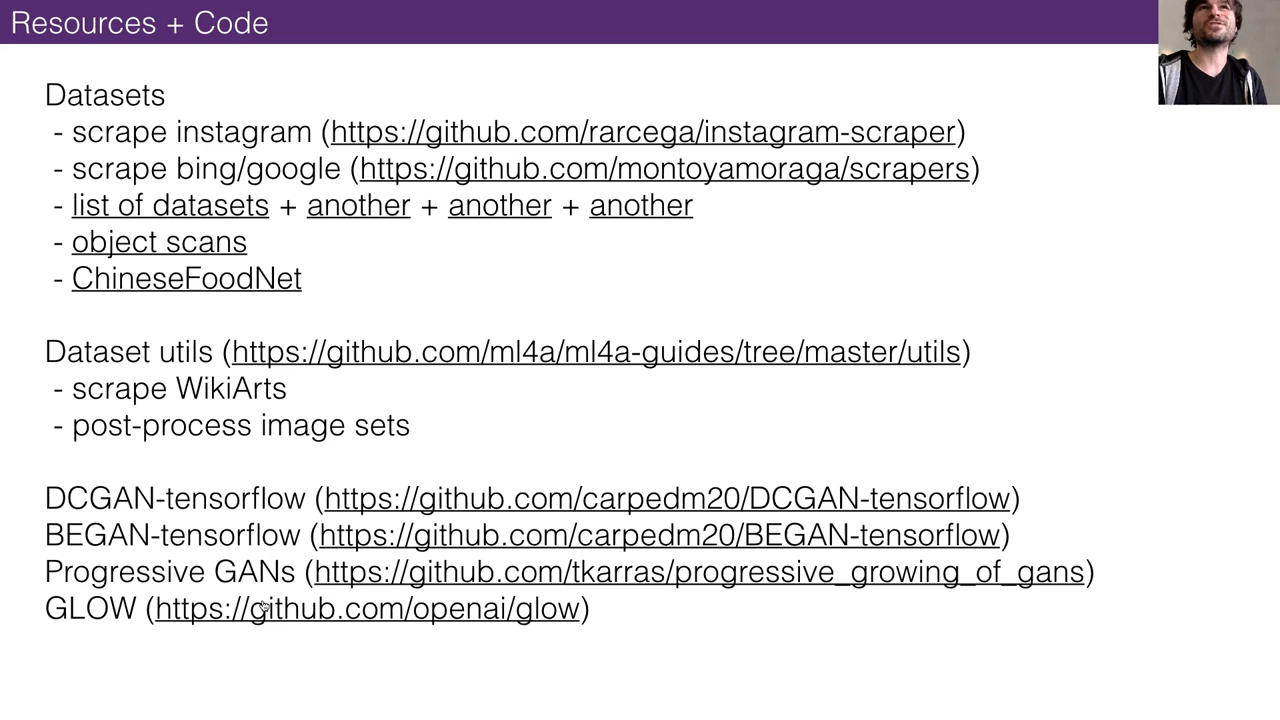 Resources + Code
Datasets
- scrape instagram (https://github.com/rarcega/instagram-scraper)
- scrape bing/google (https://github.com/montoyamoraga/scrapers)
- list of datasets + another + another + another
- object scans
- ChineseFoodNet
Dataset utils (https://github.com/ml4a/ml4a-guides/tree/master/utils)
- scrape WikiArts
- post-process image sets
DCGAN-tensorflow (https://github.com/carpedm20/DCGAN-tensorflow)
BEGAN-tensorflow (https://github.com/carpedm20/BEGAN-tensorflow)
Progressive GANs (https://github.com/tkarras/progressive_growing_of_gans)
GLOW (https://github.com/openai/glow)